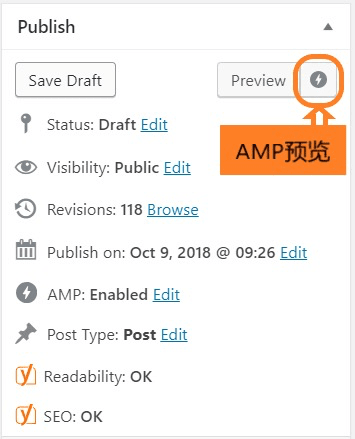 Publish
Save Draft
Preview
Status: Draft Edit
AMP预览
Visibility: Public Edit
Revisions: 118 Browse
Publish on: Oct 9, 2018 @ 09:26 Edit
AMP: Enabled Edit
Post Type: Post Edit
Readability: OK
SEO: OK